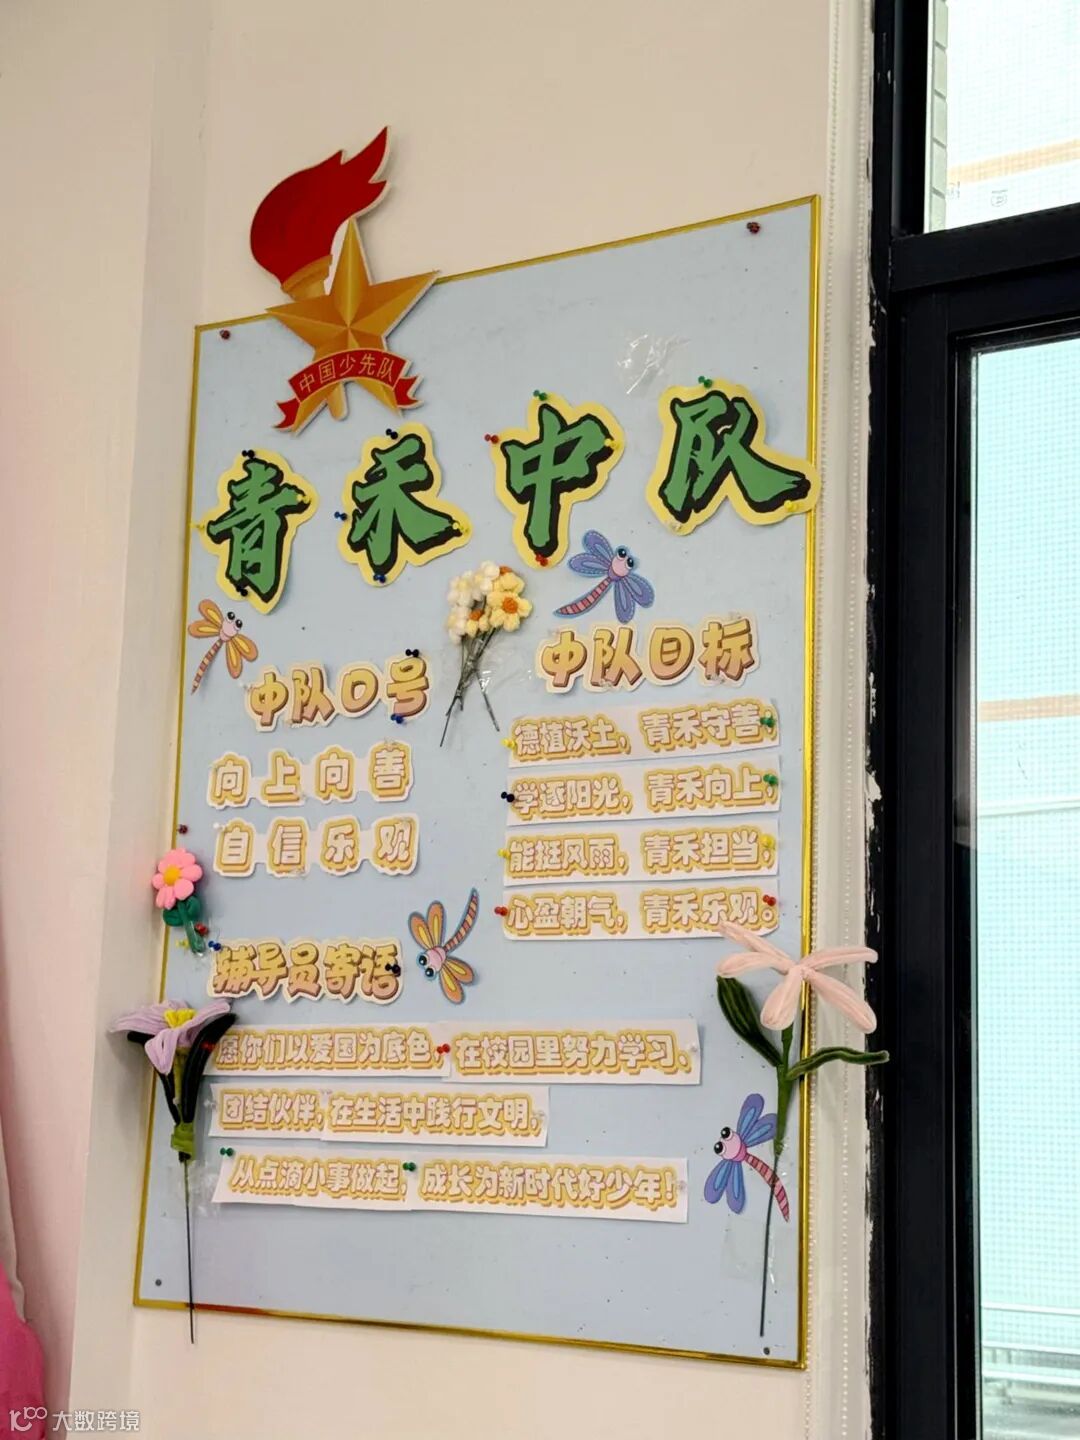 中国少先队
青禾中队
中队口号
向上向善
自信乐观
中队目标
德植沃土，青禾守善；
学逐阳光，青禾向上；
能挺风雨，青禾担当；
心盈朝气，青禾乐观。
辅导员寄语
愿你们以爱国为底色，在校园里努力学习、
团结伙伴，在生活中践行文明，
从点滴小事做起，成长为新时代好少年！
大数跨境